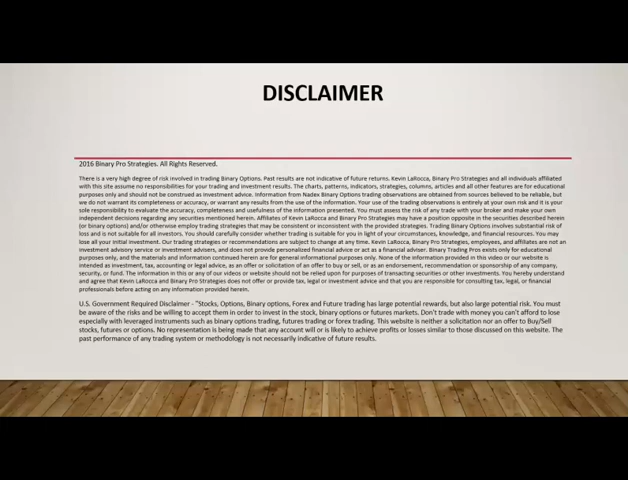 DISCLAIMER
2016 Binary Pro Strategies. All Rights Reserved.
There is a very high degree of risk involved in trading Binary Options. Past results are not indicative of future returns. Kevin LaRocca, Binary Pro Strategies and all individuals affiliated
with this site assume no responsibilities for your trading and investment results. The charts, patterns, indicators, strategies, columns, articles and all other features are for educational
purposes only and should not be construed as investment advice. Information from Nadex Binary Options trading observations are obtained from sources believed to be reliable, but
we do not warrant its completeness or accuracy, or warrant any results from the use of the information. Your use of the trading observations is entirely at your own risk and it is your
sole responsibility to evaluate the accuracy, completeness and usefulness of the information presented. You must assess the risk of any trade with your broker and make your own
independent decisions regarding any securities mentioned herein. Affiliates of Kevin LaRocca and Binary Pro Strategies may have a position opposite in the securities described herein
(or binary options) and/or otherwise employ trading strategies that may be consistent or inconsistent with the provided strategies. Trading Binary Options involves substantial risk of
loss and is not suitable for all investors. You should carefully consider whether trading is suitable for you in light of your circumstances, knowledge, and financial resources. You may
lose all your initial investment. Our trading strategies or recommendations are subject to change at any time. Kevin LaRocca, Binary Pro Strategies, employees, and affiliates are not an
investment advisory service or investment advisers, and does not provide personalized financial advice or act as a financial adviser. Binary Trading Pro exists only for educational
purposes only, and the materials and information continued herein are for general informational purposes only. None of the information provided in this video or our website is
intended as investment, tax, accounting or legal advice, as an offer or solicitation of an offer to buy or sell, or as an endorsement, recommendation or sponsorship of any company,
security, or fund. The information in this or any of our videos or website should not be relied upon for purposes of transacting securities or other investments. You hereby understand
and agree that Kevin LaRocca and Binary Pro Strategies does not offer or provide tax, legal or investment advice and that you are responsible for consulting tax, legal, or financial
professionals before acting on any information provided herein.
U.S. Government Required Disclaimer - "Stocks, Options, Binary options, Forex and Future trading has large potential rewards, but also large potential risk. You must
be aware of the risks and be willing to accept them in order to invest in the stock, binary options or futures markets. Don't trade with money you can't afford to lose
especially with leveraged instruments such as binary options trading, futures trading or forex trading. This website is neither a solicitation nor an offer to Buy/Sell
stocks, futures or options. No representation is being made that any account will or is likely to achieve profits or losses similar to those discussed on this website. The
past performance of any trading system or methodology is not necessarily indicative of future results.